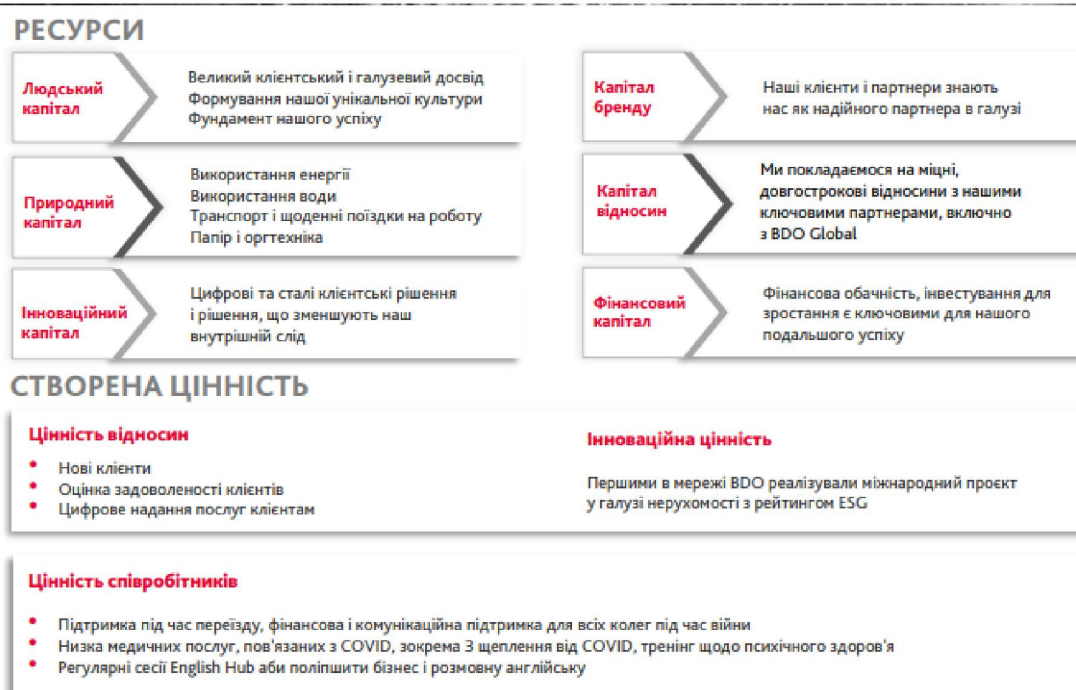 РЕСУРСИ
Людський
капітал
Великий клієнтський і галузевий досвід
Формування нашої унікальної культури
Фундамент нашого успіху
Капітал
бренду
Наші клієнти і партнери знають
нас як надійного партнера в галузі
Природний
капітал
Використання енергії
Використання води
Транспорт і щоденні поїздки на роботу
Папір і оргтехніка
Капітал
відносин
Ми покладаємося на міцні,
довгострокові відносини з нашими
ключовими партнерами, включно
з BDO Global
Інноваційний
капітал
Цифрові та сталі клієнтські рішення
і рішення, що зменшують наш
внутрішній слід
Фінансовий
капітал
Фінансова обачність, інвестування для
зростання є ключовими для нашого
подальшого успіху
СТВОРЕНА ЦІННІСТЬ
Цінність відносин
• Нові клієнти
• Оцінка задоволеності клієнтів
• Цифрове надання послуг клієнтам
Інноваційна цінність
Першими в мережі BDO реалізували міжнародний проєкт
у галузі нерухомості з рейтингом ESG
Цінність співробітників
• Підтримка під час переїзду, фінансова і комунікаційна підтримка для всіх колег під час війни
• Низка медичних послуг, пов'язаних з COVID, зокрема 3 щеплення від COVID, тренінг щодо психічного здоров'я
• Регулярні сесії English Hub аби поліпшити бізнес і розмовну англійську